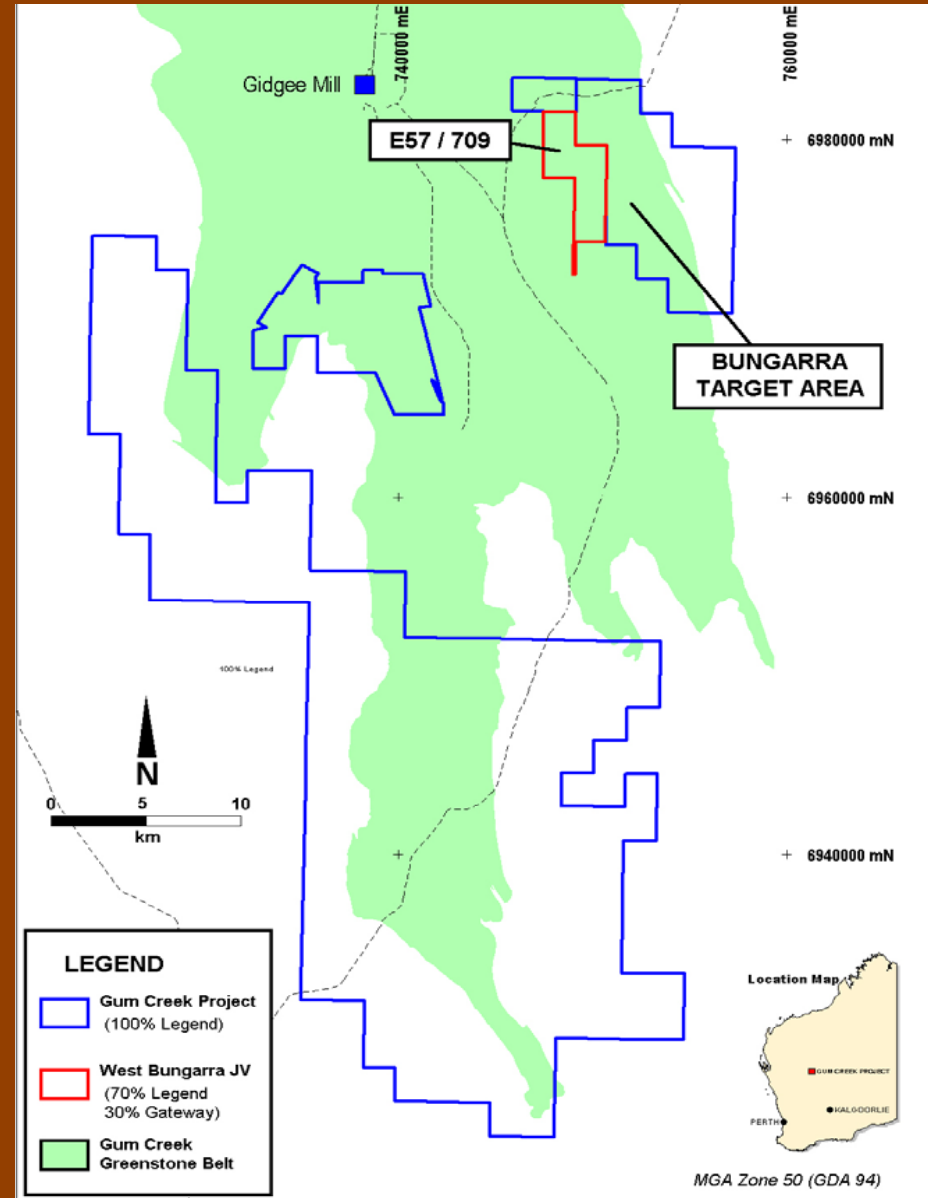 740000 mE
760000 mE
Gidgee Mill
E57 / 709
6980000 mN
BUNGARRA
TARGET AREA
6960000 mN
100% Legend
N
0 5 10
km
6940000 mN
LEGEND
Gum Creek Project
(100% Legend)
West Bungarra JV
(70% Legend
30% Gateway)
Gum Creek
Greenstone Belt
Location Map
GUM CREEK PROJECT
KALGOORLIE
PERTH
MGA Zone 50 (GDA 94)